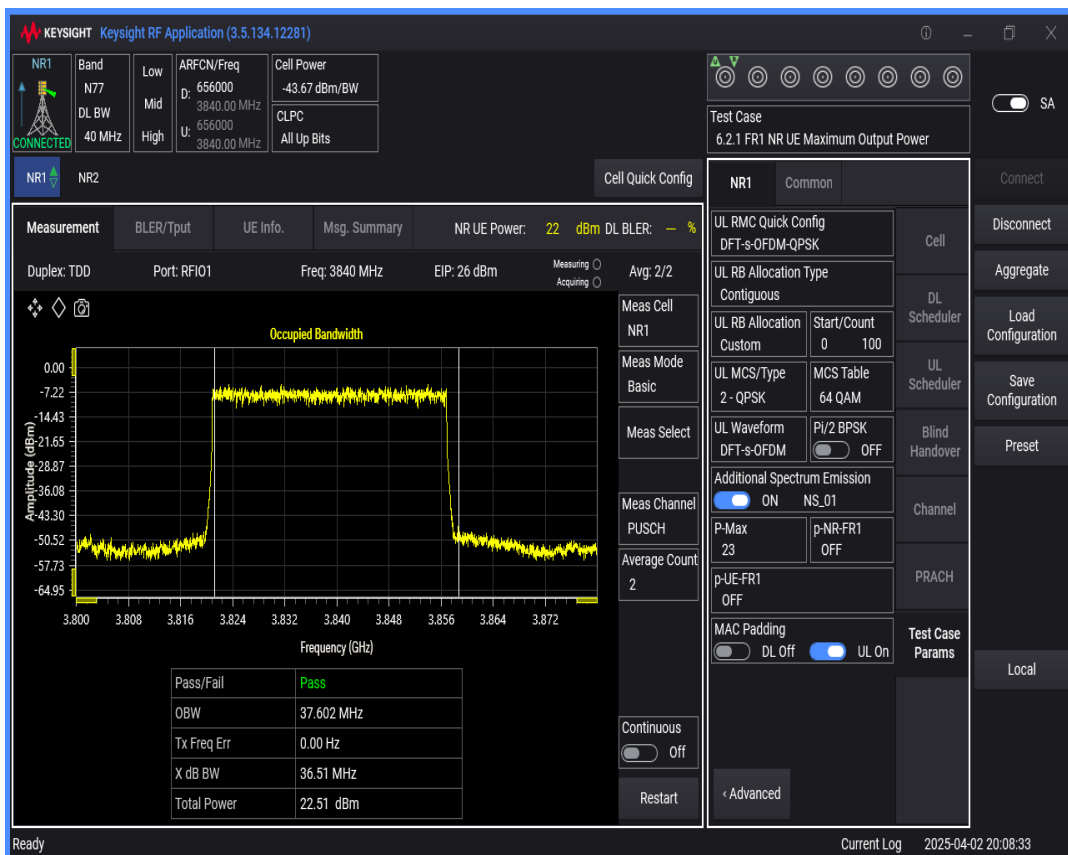 KEYSIGHT Keysight RF Application (3.5.134.12281)
NR1
CONNECTED
Band
N77
DL BW
40 MHz
Low
Mid
High
ARFCN/Freq
D: 656000
3840.00 MHz
U: 656000
3840.00 MHz
Cell Power
-43.67 dBm/BW
CLPC
All Up Bits
Test Case
6.2.1 FR1 NR UE Maximum Output Power
SA
NR1 NR2 Cell Quick Config
Measurement BLER/Tput UE Info. Msg. Summary NR UE Power: 22 dBm DL BLER: -- %
Duplex: TDD Port: RFIO1 Freq: 3840 MHz EIP: 26 dBm Measuring Acquiring Avg: 2/2
Occupied Bandwidth
Amplitude (dBm)
0.00
-7.22
-14.43
-21.65
-28.87
-36.08
-43.30
-50.52
-57.73
-64.95
3.800 3.808 3.816 3.824 3.832 3.840 3.848 3.856 3.864 3.872
Frequency (GHz)
Pass/Fail Pass
OBW 37.602 MHz
Tx Freq Err 0.00 Hz
X dB BW 36.51 MHz
Total Power 22.51 dBm
Meas Cell
NR1
Meas Mode
Basic
Meas Select
Meas Channel
PUSCH
Average Count
2
Continuous
Off
Restart
NR1 Common
UL RMC Quick Config
DFT-s-OFDM-QPSK
UL RB Allocation Type
Contiguous
UL RB Allocation
Custom
Start/Count
0 100
UL MCS/Type
2 - QPSK
MCS Table
64 QAM
UL Waveform
DFT-s-OFDM
Pi/2 BPSK
OFF
Additional Spectrum Emission
ON NS_01
P-Max
23
p-NR-FR1
OFF
p-UE-FR1
OFF
MAC Padding
DL Off UL On
‹ Advanced
Cell
DL
Scheduler
UL
Scheduler
Blind
Handover
Channel
PRACH
Test Case
Params
Connect
Disconnect
Aggregate
Load
Configuration
Save
Configuration
Preset
Local
Ready Current Log 2025-04-02 20:08:33